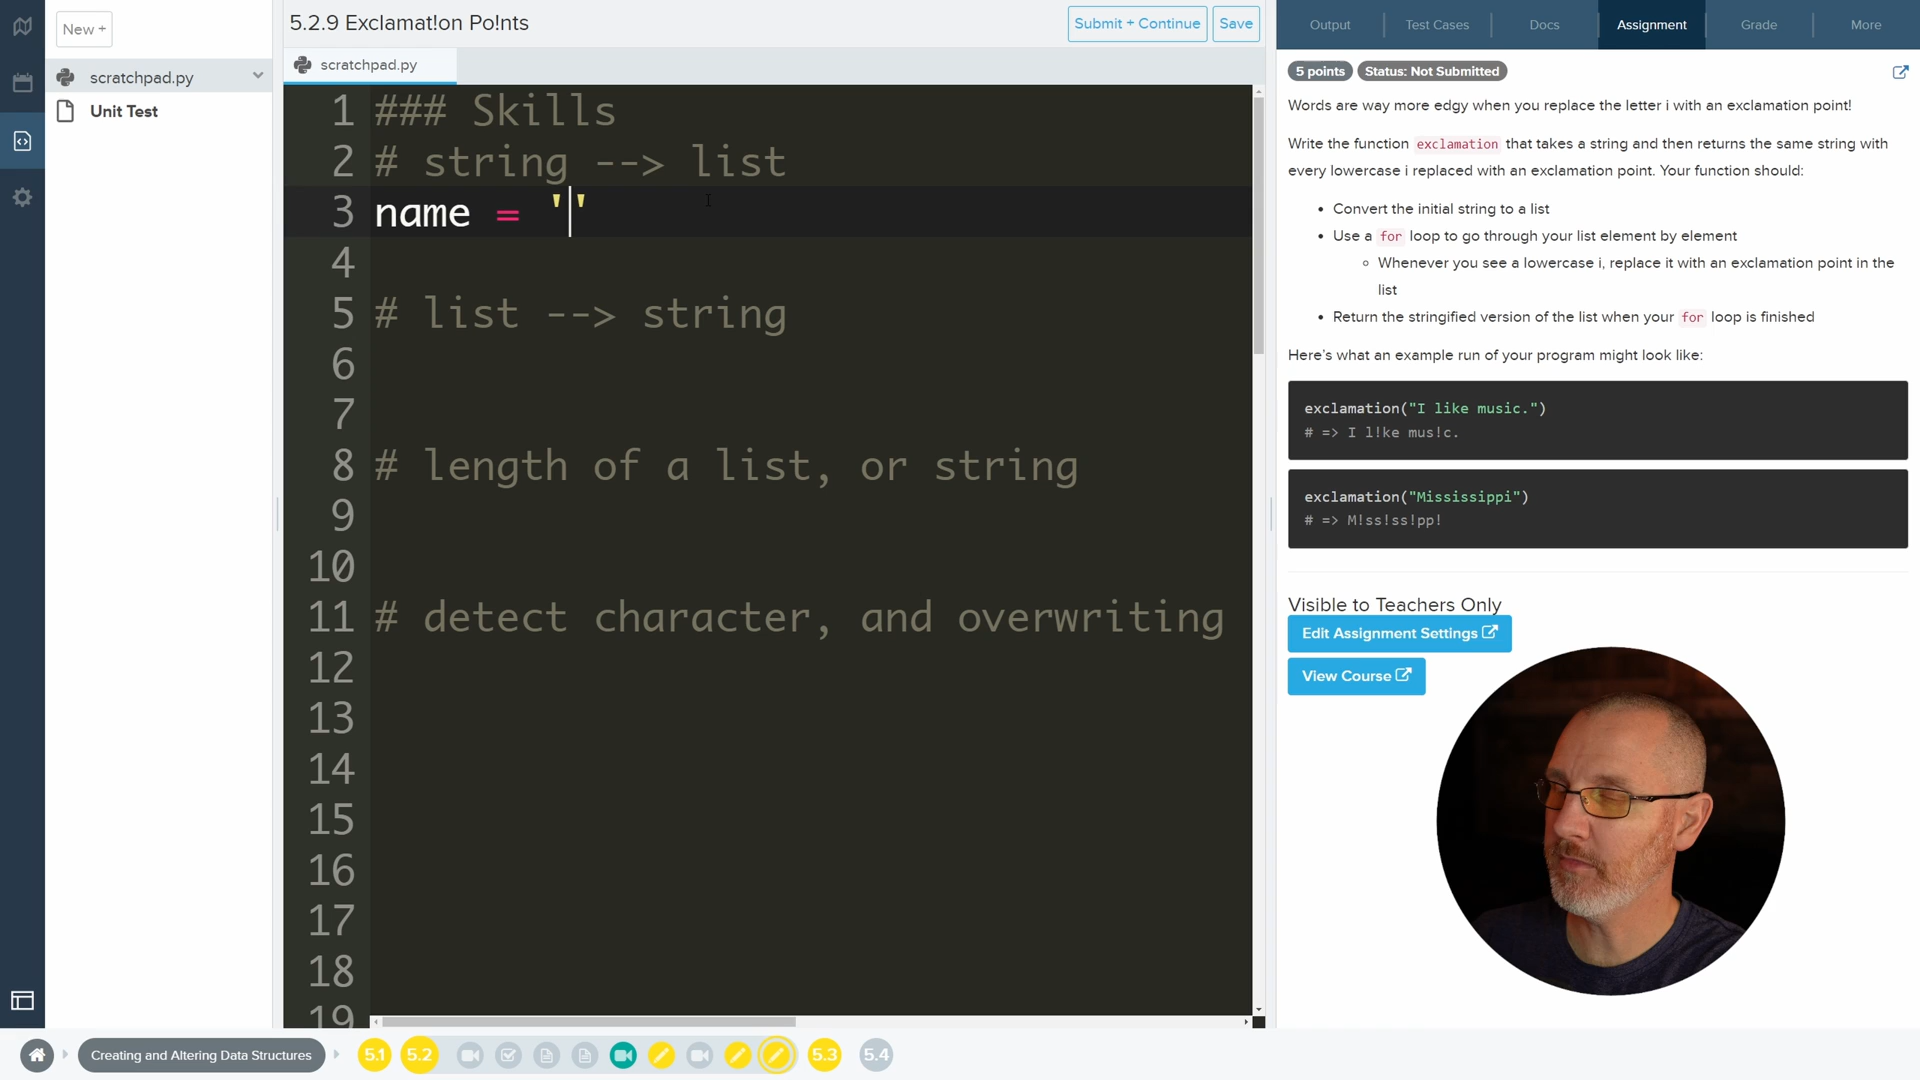 New +
scratchpad.py
Unit Test
5.2.9 Exclamat!on Po!nts
Submit + Continue
Save
scratchpad.py
1 ### Skills
2 # string --> list
3 name = ''
4
5 # list --> string
6
7
8 # length of a list, or string
9
10
11 # detect character, and overwriting
12
13
14
15
16
17
18
19
Output
Test Cases
Docs
Assignment
Grade
More
5 points
Status: Not Submitted
Words are way more edgy when you replace the letter i with an exclamation point!
Write the function exclamation that takes a string and then returns the same string with
every lowercase i replaced with an exclamation point. Your function should:
• Convert the initial string to a list
• Use a for loop to go through your list element by element
◦ Whenever you see a lowercase i, replace it with an exclamation point in the
list
• Return the stringified version of the list when your for loop is finished
Here's what an example run of your program might look like:
exclamation("I like music.")
# => I l!ke mus!c.
exclamation("Mississippi")
# => M!ss!ss!pp!
Visible to Teachers Only
Edit Assignment Settings
View Course
Creating and Altering Data Structures
5.1
5.2
5.3
5.4